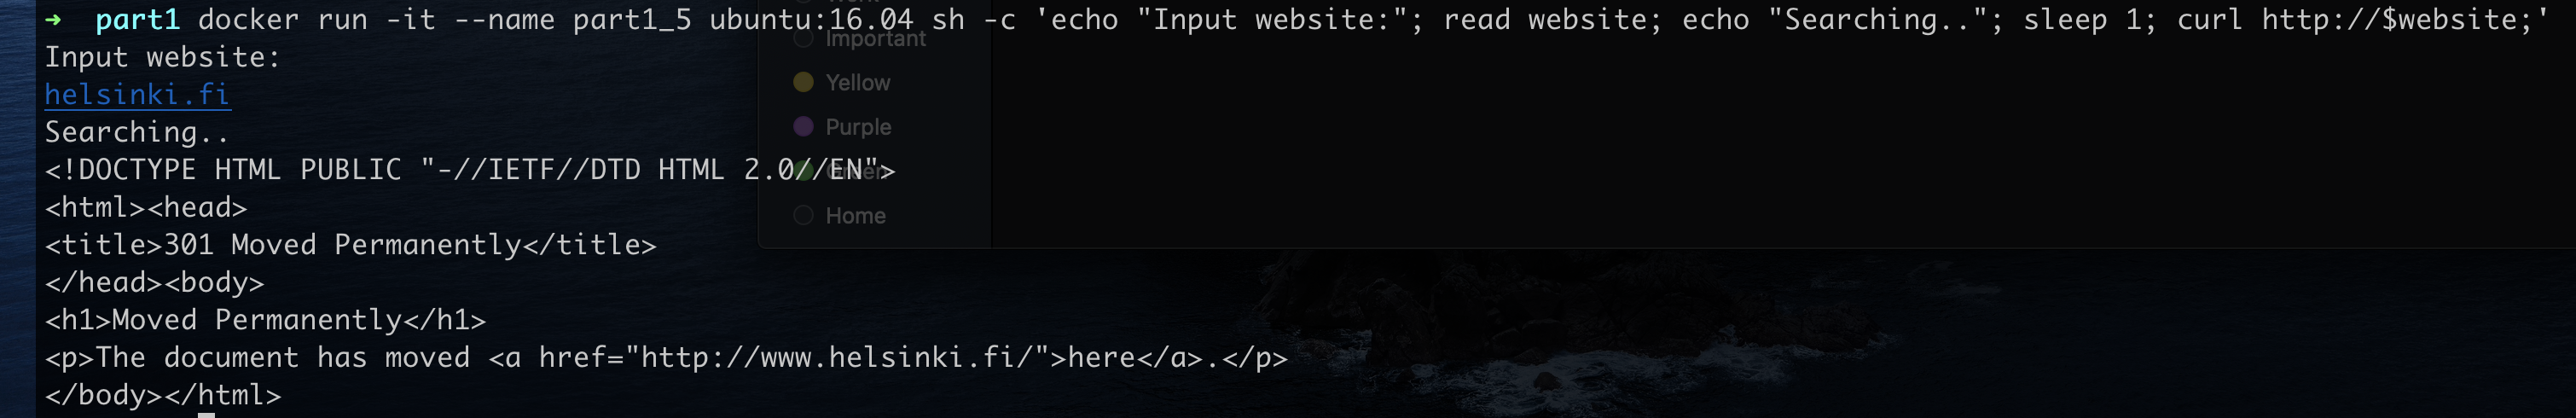 ➜  part1 docker run -it --name part1_5 ubuntu:16.04 sh -c 'echo "Input website:"; read website; echo "Searching.."; sleep 1; curl http://$website;'
Important
Input website:
Yellow
helsinki.fi
Purple
Searching..
<!DOCTYPE HTML PUBLIC "-//IETF//DTD HTML 2.0//EN">
Green
<html><head>
Home
<title>301 Moved Permanently</title>
</head><body>
<h1>Moved Permanently</h1>
<p>The document has moved <a href="http://www.helsinki.fi/">here</a>.</p>
</body></html>